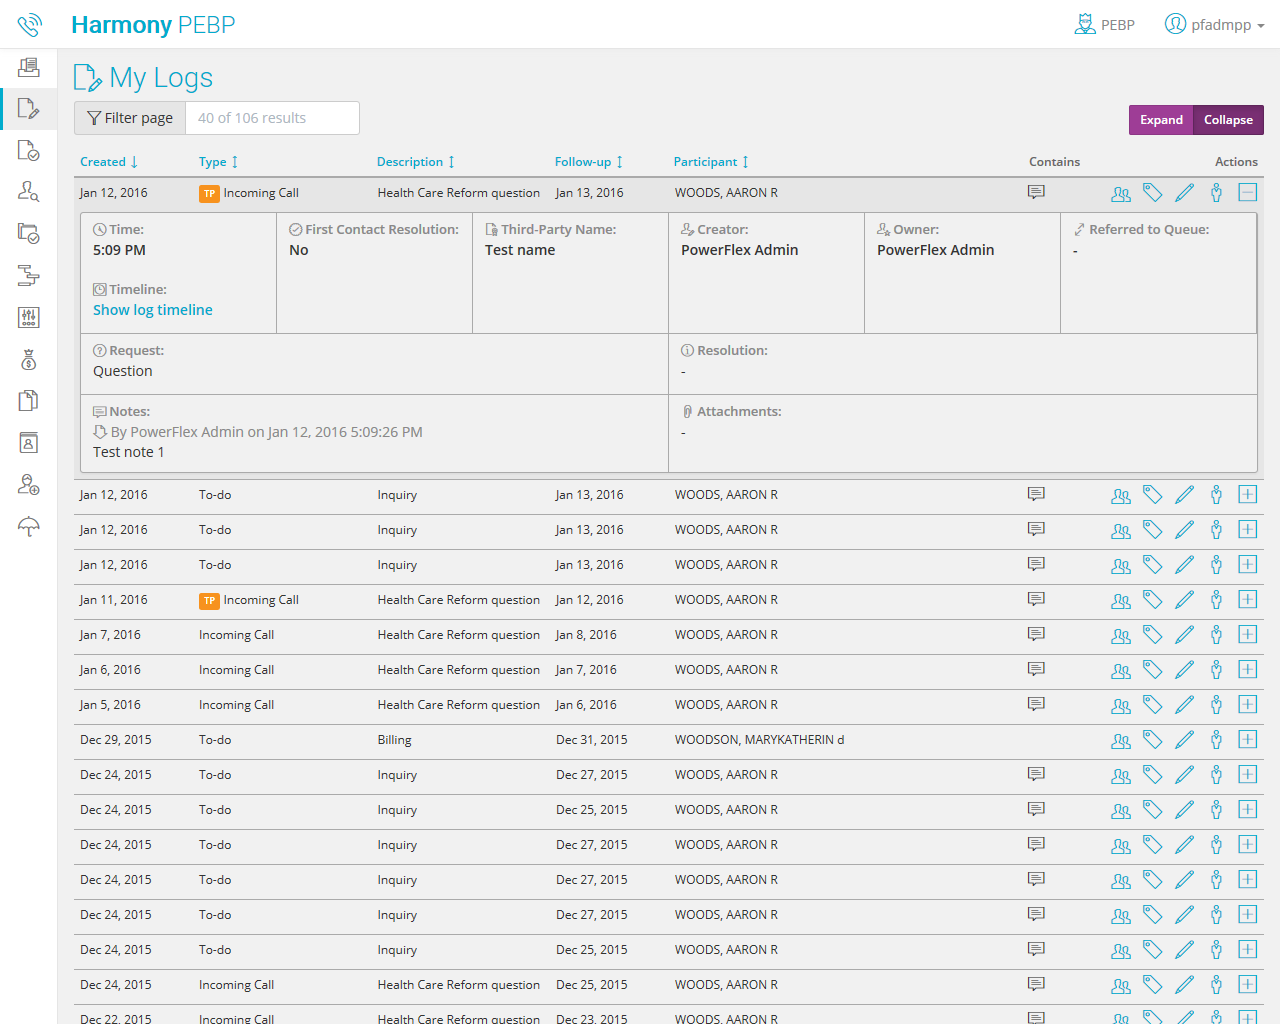 Harmony PEBP
PEBP
pfadmpp
My Logs
Filter page
40 of 106 results
Expand
Collapse
Created
Type
Description
Follow-up
Participant
Contains
Actions
Jan 12, 2016 TP Incoming Call Health Care Reform question Jan 13, 2016 WOODS, AARON R
Time:
5:09 PM
Timeline:
Show log timeline
First Contact Resolution:
No
Third-Party Name:
Test name
Creator:
PowerFlex Admin
Owner:
PowerFlex Admin
Referred to Queue:
-
Request:
Question
Resolution:
-
Notes:
By PowerFlex Admin on Jan 12, 2016 5:09:26 PM
Test note 1
Attachments:
-
Jan 12, 2016 To-do Inquiry Jan 13, 2016 WOODS, AARON R
Jan 12, 2016 To-do Inquiry Jan 13, 2016 WOODS, AARON R
Jan 12, 2016 To-do Inquiry Jan 13, 2016 WOODS, AARON R
Jan 11, 2016 TP Incoming Call Health Care Reform question Jan 12, 2016 WOODS, AARON R
Jan 7, 2016 Incoming Call Health Care Reform question Jan 8, 2016 WOODS, AARON R
Jan 6, 2016 Incoming Call Health Care Reform question Jan 7, 2016 WOODS, AARON R
Jan 5, 2016 Incoming Call Health Care Reform question Jan 6, 2016 WOODS, AARON R
Dec 29, 2015 To-do Billing Dec 31, 2015 WOODSON, MARYKATHERIN d
Dec 24, 2015 To-do Inquiry Dec 27, 2015 WOODS, AARON R
Dec 24, 2015 To-do Inquiry Dec 25, 2015 WOODS, AARON R
Dec 24, 2015 To-do Inquiry Dec 27, 2015 WOODS, AARON R
Dec 24, 2015 To-do Inquiry Dec 27, 2015 WOODS, AARON R
Dec 24, 2015 To-do Inquiry Dec 27, 2015 WOODS, AARON R
Dec 24, 2015 To-do Inquiry Dec 25, 2015 WOODS, AARON R
Dec 24, 2015 Incoming Call Health Care Reform question Dec 25, 2015 WOODS, AARON R
Dec 22, 2015 Incoming Call Health Care Reform question Dec 23, 2015 WOODS, AARON R